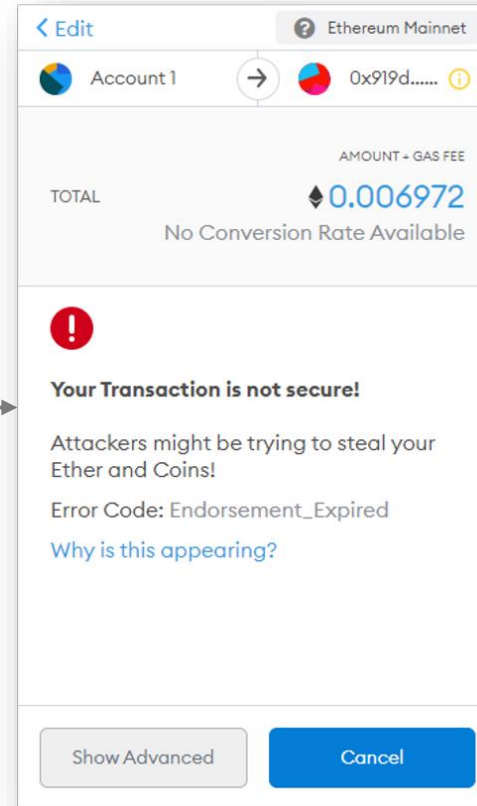 < Edit
? Ethereum Mainnet
Account 1
0x919d......
AMOUNT + GAS FEE
TOTAL
0.006972
No Conversion Rate Available
Your Transaction is not secure!
Attackers might be trying to steal your
Ether and Coins!
Error Code: Endorsement_Expired
Why is this appearing?
Show Advanced
Cancel